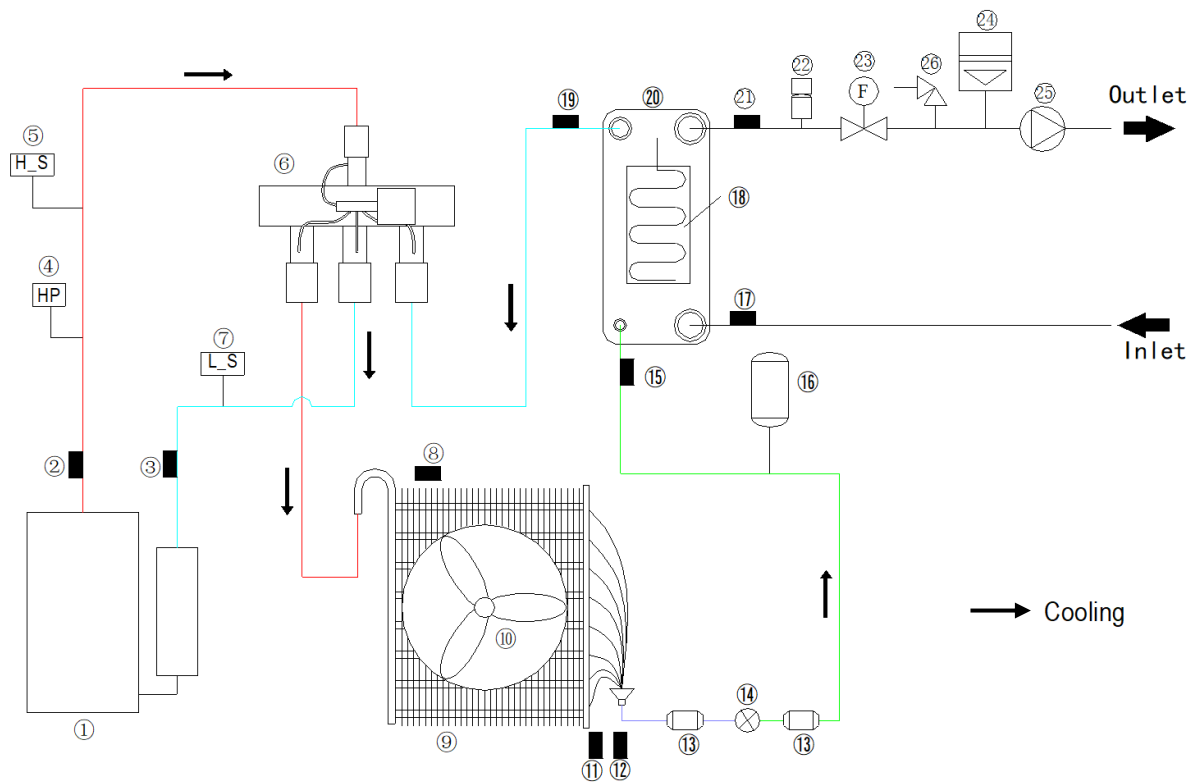 ㉔
㉒ ㉓ ㉖ ㉕
F
Outlet
⑲ ⑳ ㉑
⑤
H_S
⑥
⑱
④
HP
⑰
Inlet
⑦
L_S
⑮ ⑯
② ③ ⑧
⑩
Cooling
⑭
① ⑨ ⑬ ⑬
⑪ ⑫